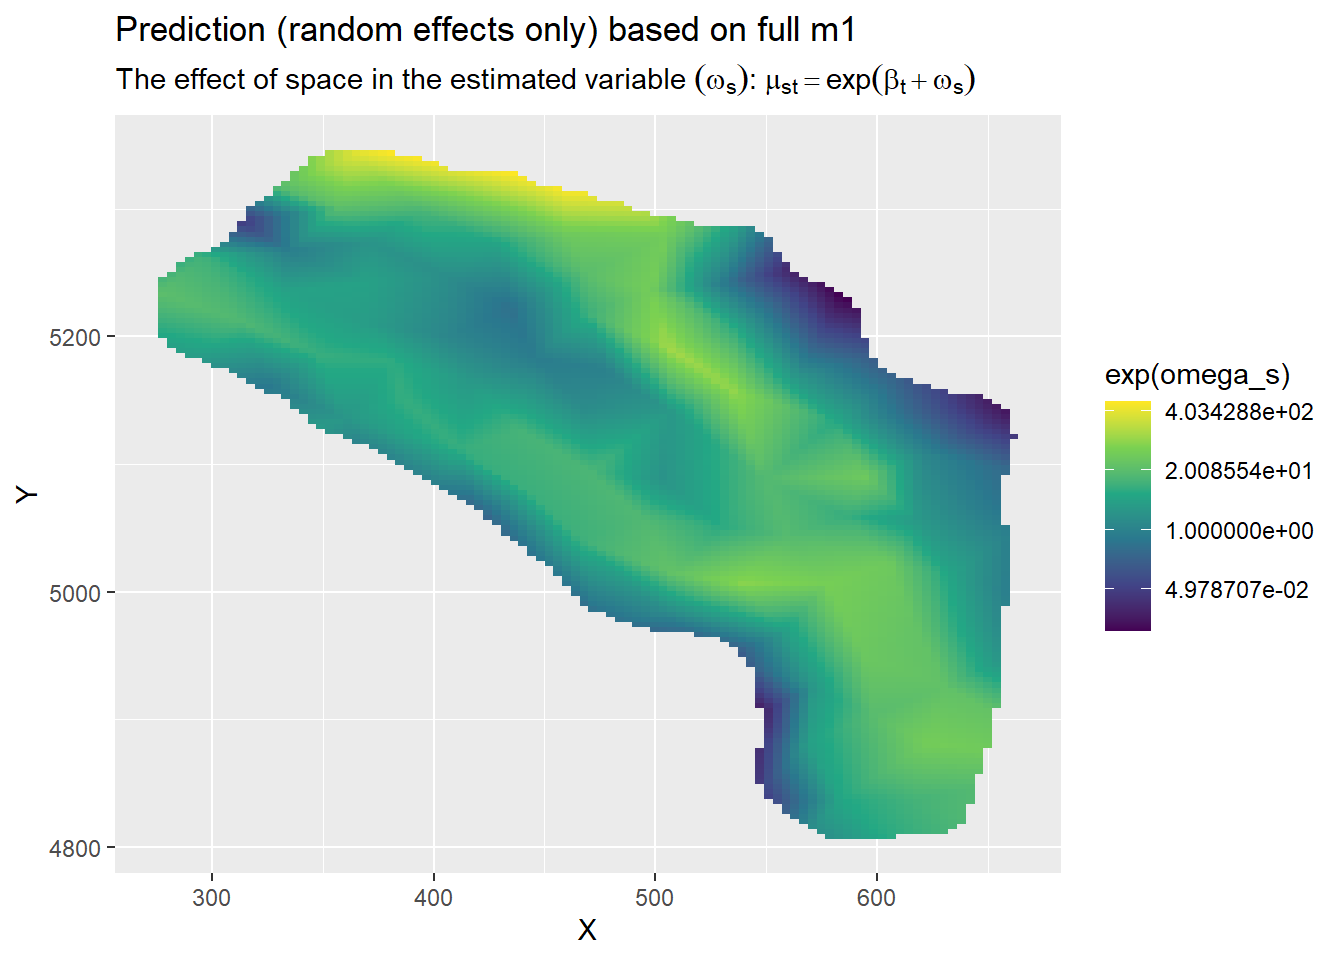 Prediction (random effects only) based on full m1
The effect of space in the estimated variable (ωs): μst = exp(βt + ωs)
5200
5000
4800
Y
300
400
500
600
X
exp(omega_s)
4.034288e+02
2.008554e+01
1.000000e+00
4.978707e-02